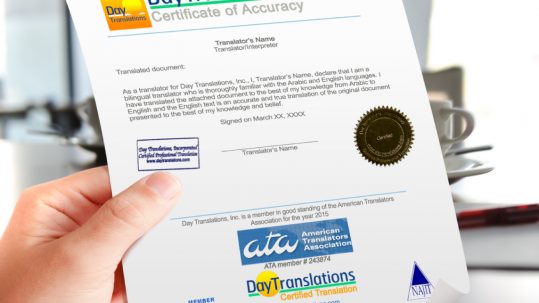 Day
Translations
DayTranslations
Certificate of Accuracy
Translator's Name
Translator/Interpreter
Translated document:
As a translator for Day Translations, Inc., I, Translator's Name, declare that I am a
bilingual translator who is thoroughly familiar with the Arabic and English languages. I
have translated the attached document to the best of my knowledge from Arabic to
English and the English text is an accurate and true translation of the original document
presented to the best of my knowledge and belief.
Signed on March XX, XXXX
Translator's Name
Day Translations, Incorporated
Certified Professional Translation
www.daytranslations.com
Certified
Day Translations, Inc. is a member in good standing of the American Translators
Association for the year 2015
ata
American
Translators
Association
ATA member # 243874
DayTranslations
Certified Translation
MEMBER
NAJIT